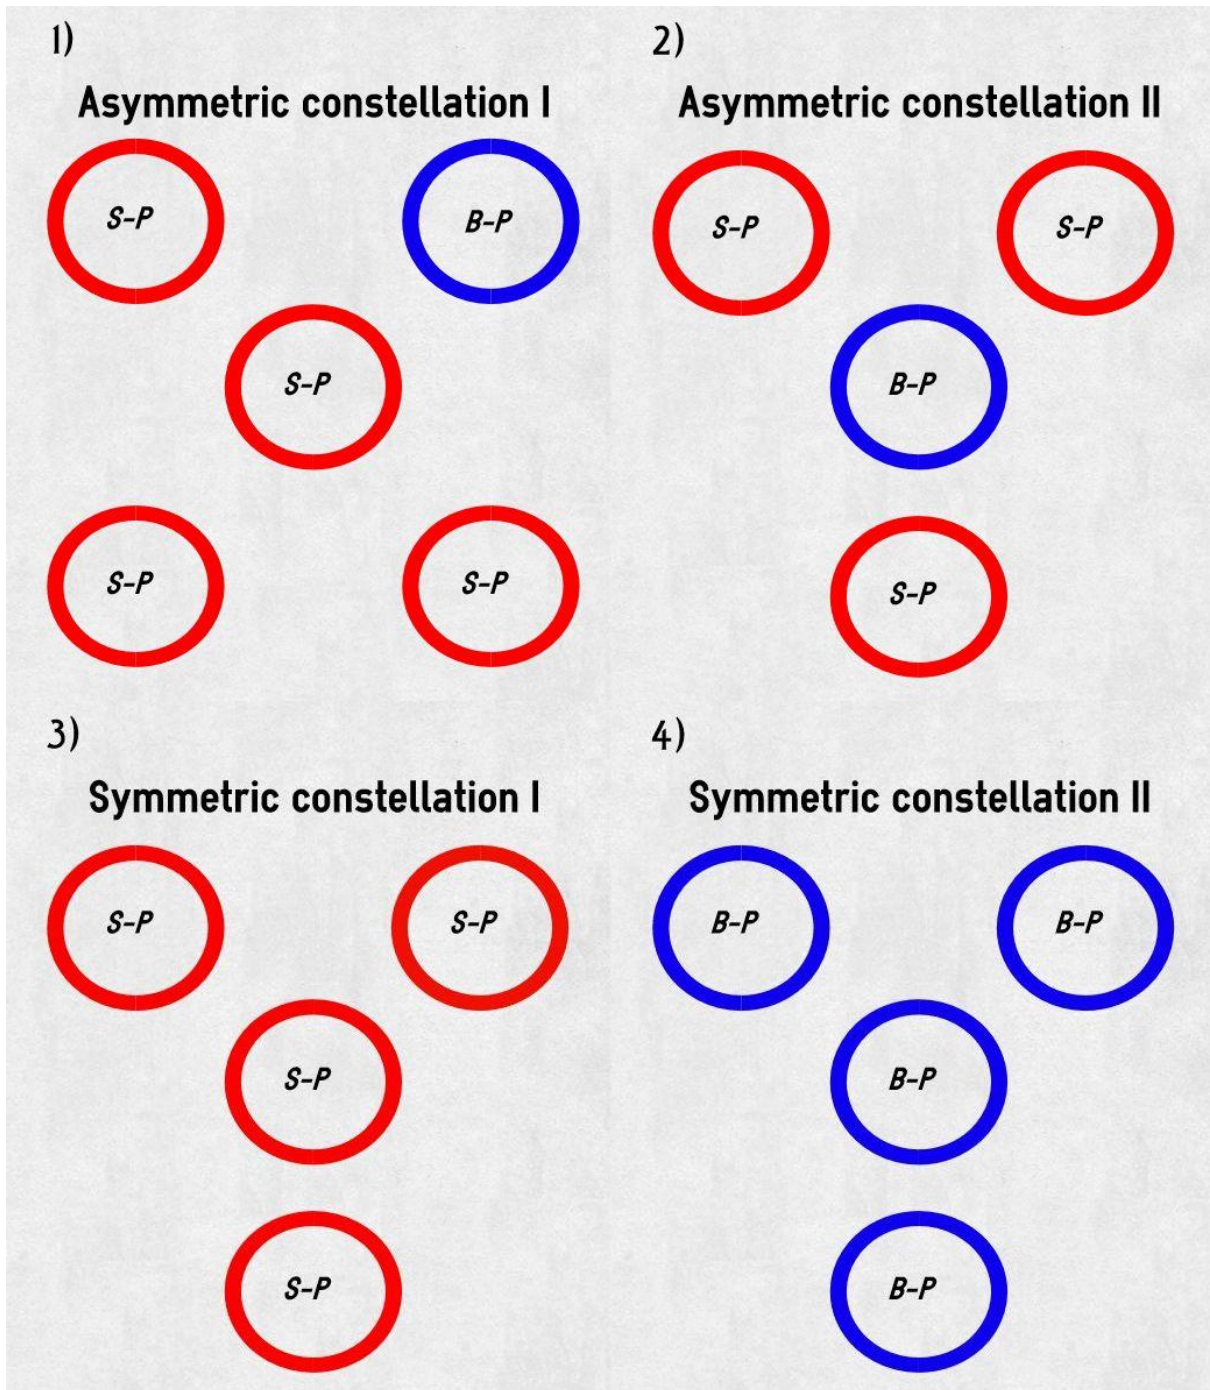 1)
Asymmetric constellation I
S-P
B-P
S-P
S-P
S-P
2)
Asymmetric constellation II
S-P
S-P
B-P
S-P
3)
Symmetric constellation I
S-P
S-P
S-P
S-P
4)
Symmetric constellation II
B-P
B-P
B-P
B-P